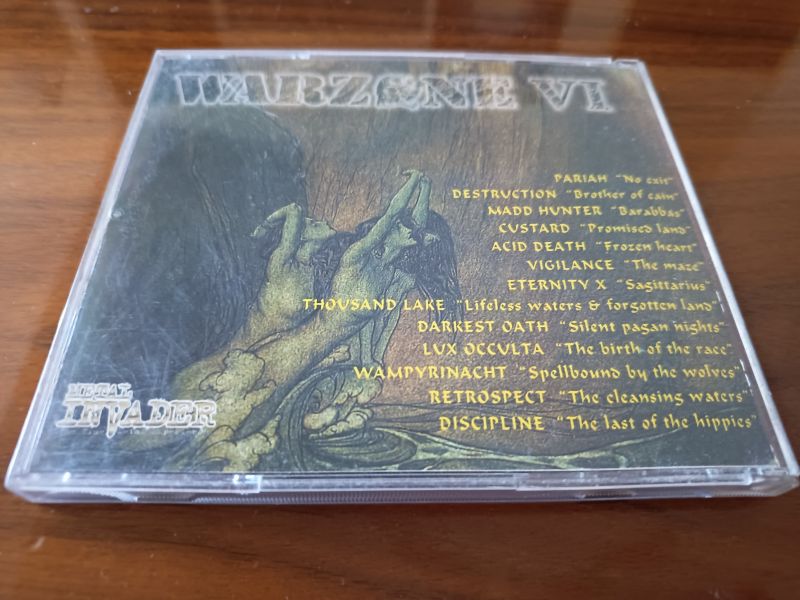 WARZONE VI
PARIAH "No exit"
DESTRUCTION "Brother of cain"
MADD HUNTER "Barabbas"
CUSTARD "Promised land"
ACID DEATH "Frozen heart"
VIGILANCE "The maze"
ETERNITY X "Sagittarius"
THOUSAND LAKE "Lifeless waters & forgotten land"
DARKEST OATH "Silent pagan nights"
LUX OCCULTA "The birth of the race"
WAMPYRINACHT "Spellbound by the wolves"
RETROSPECT "The cleansing waters"
DISCIPLINE "The last of the hippies"
METAL
INVADER